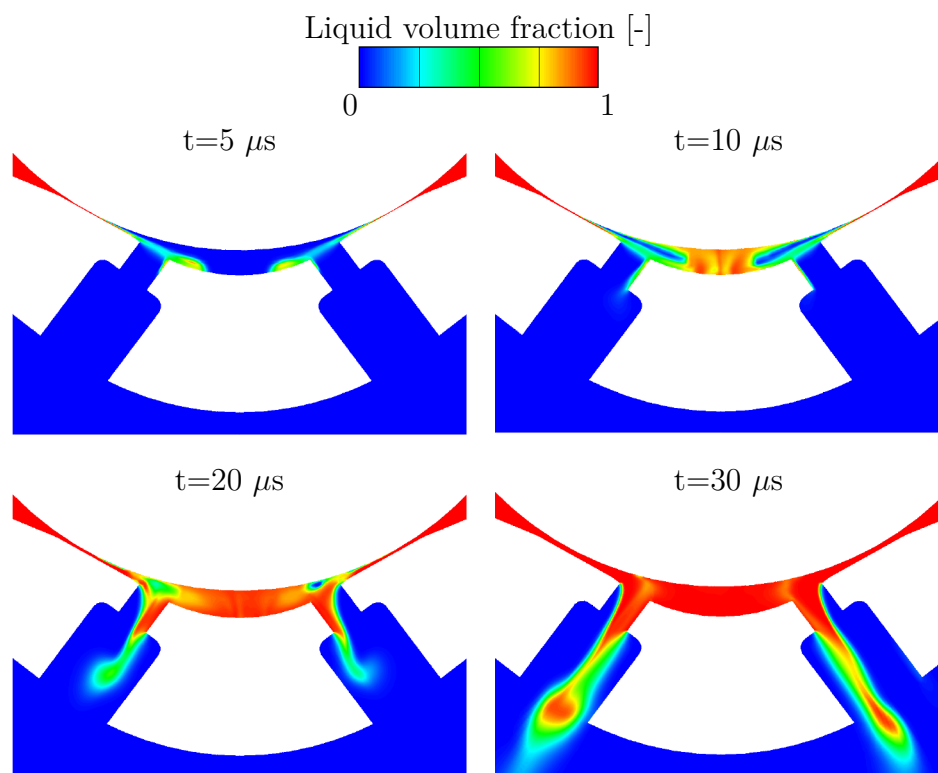 Liquid volume fraction [-]
0 1
t=5 μs
t=10 μs
t=20 μs
t=30 μs